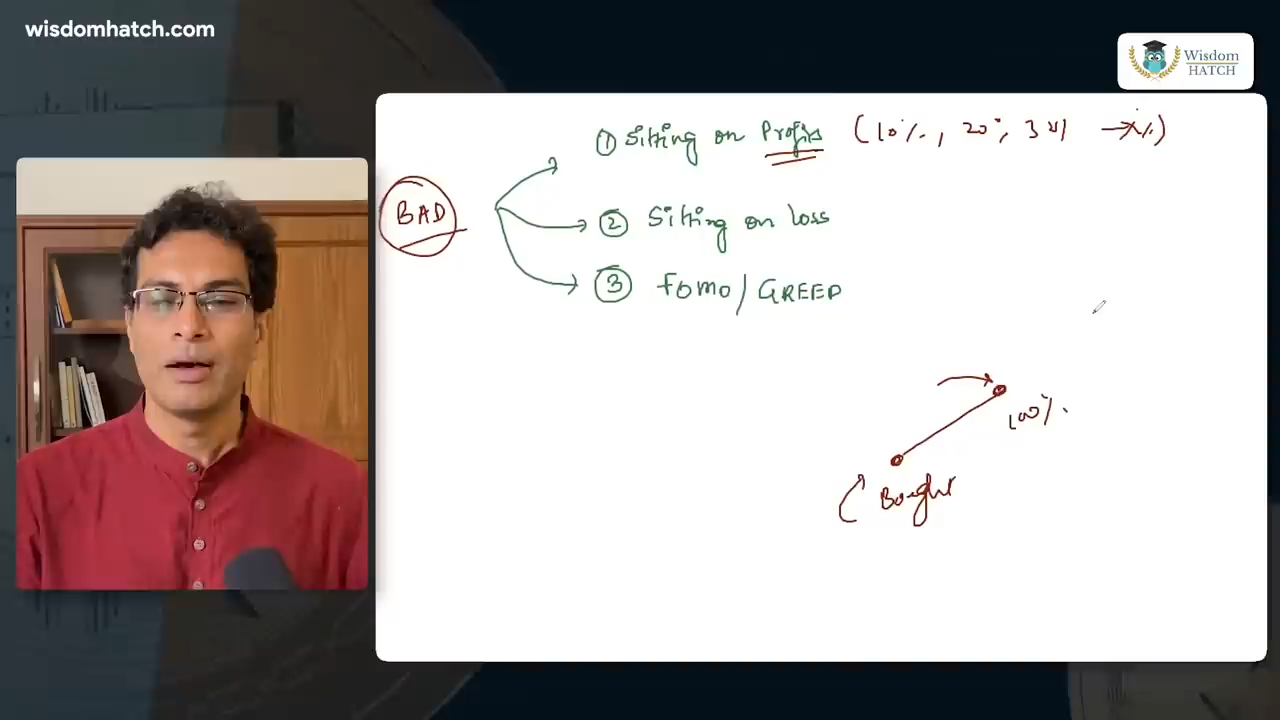 wisdomhatch.com
Wisdom
HATCH
① Sitting on Profits (10%, 20%
BAD
② Sitting on loss
③ FOMO/GREED
100%.
Bought